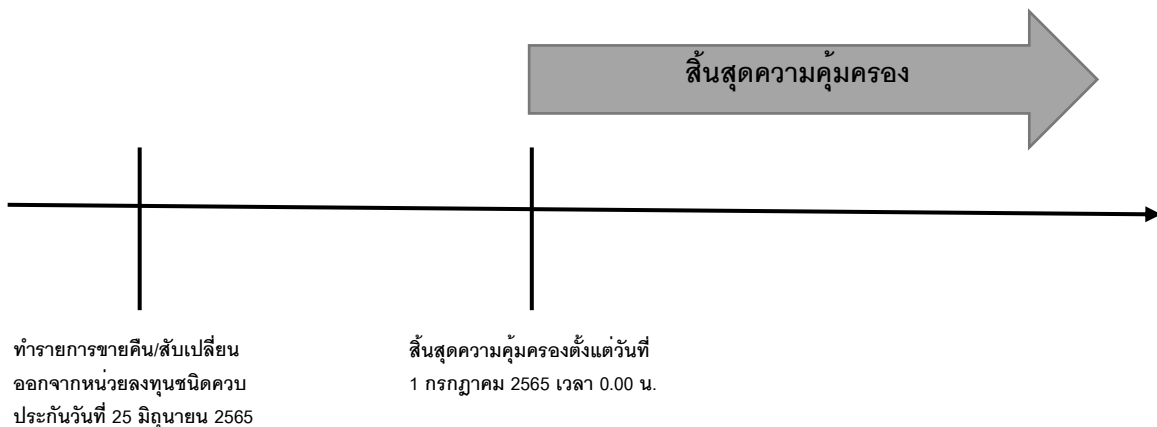 สิ้นสุดความคุ้มครอง
ทำรายการขายคืน/สับเปลี่ยน
ออกจากหน่วยลงทุนชนิดควบ
ประกันวันที่ 25 มิถุนายน 2565
สิ้นสุดความคุ้มครองตั้งแต่วันที่
1 กรกฎาคม 2565 เวลา 0.00 น.